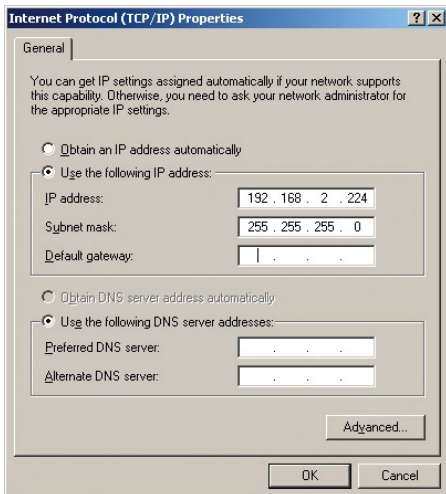 Internet Protocol (TCP/IP) Properties
General
You can get IP settings assigned automatically if your network supports
this capability. Otherwise, you need to ask your network administrator for
the appropriate IP settings.
Obtain an IP address automatically
Use the following IP address:
IP address: 192 . 168 . 2 . 224
Subnet mask: 255 . 255 . 255 . 0
Default gateway: . . .
Obtain DNS server address automatically
Use the following DNS server addresses:
Preferred DNS server: . . .
Alternate DNS server: . . .
Advanced...
OK Cancel